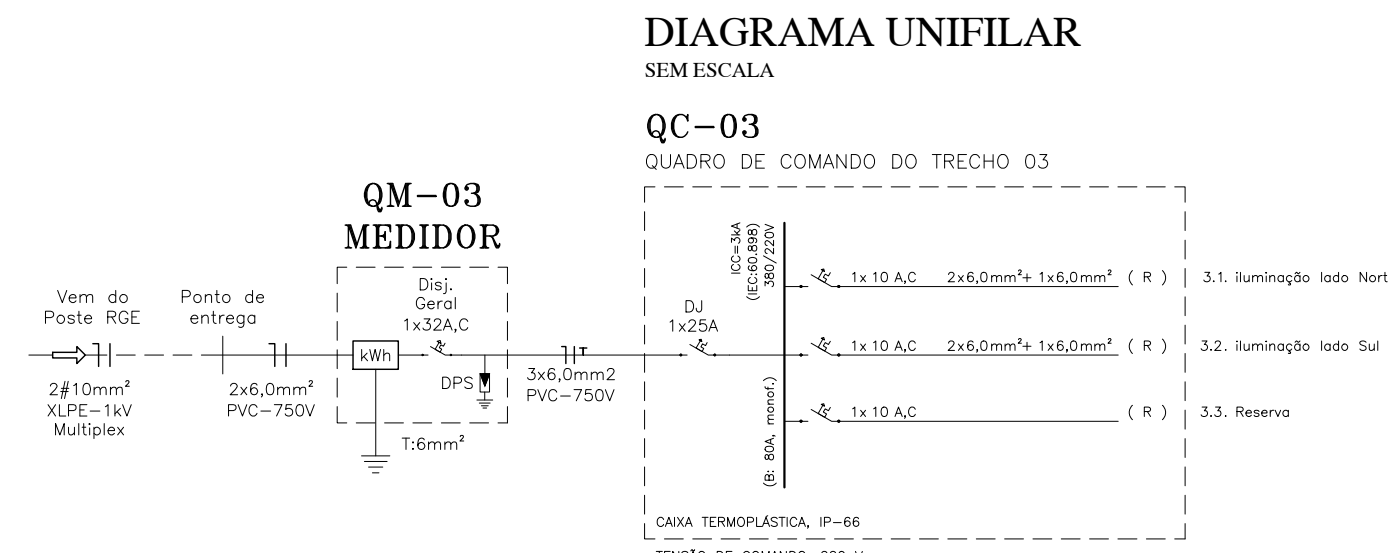 DIAGRAMA UNIFILAR
SEM ESCALA
QC-03
QUADRO DE COMANDO DO TRECHO 03
QM-03
MEDIDOR
Vem do
Poste RGE
2#10mm²
XLPE-1kV
Multiplex
Ponto de
entrega
2x6,0mm²
PVC-750V
Disj.
Geral
1x32A,C
kWh
DPS
T:6mm²
3x6,0mm2
PVC-750V
DJ
1x25A
ICC=3kA
(IEC:60.898)
380/220V
(B: 80A, monof.)
1x 10 A,C 2x6,0mm²+ 1x6,0mm² ( R ) 3.1. iluminação lado Nort
1x 10 A,C 2x6,0mm²+ 1x6,0mm² ( R ) 3.2. iluminação lado Sul
1x 10 A,C ( R ) 3.3. Reserva
CAIXA TERMOPLÁSTICA, IP-66